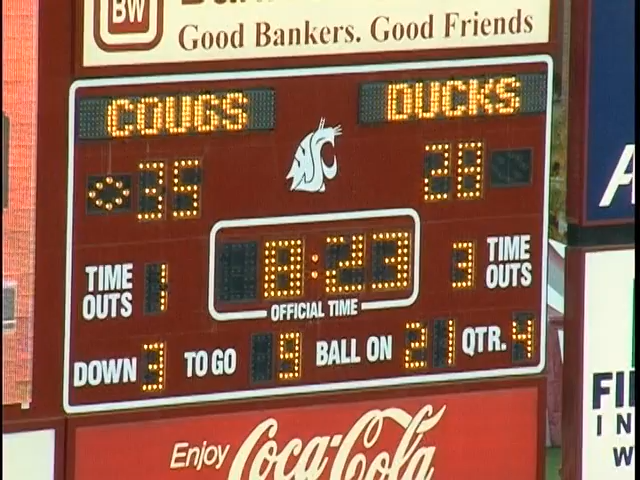 BW
Good Bankers. Good Friends
COUGS DUCKS
35 28
TIME OUTS 1 8:23 3 TIME OUTS
OFFICIAL TIME
DOWN 3 TO GO 9 BALL ON 21 QTR. 4
Enjoy Coca-Cola